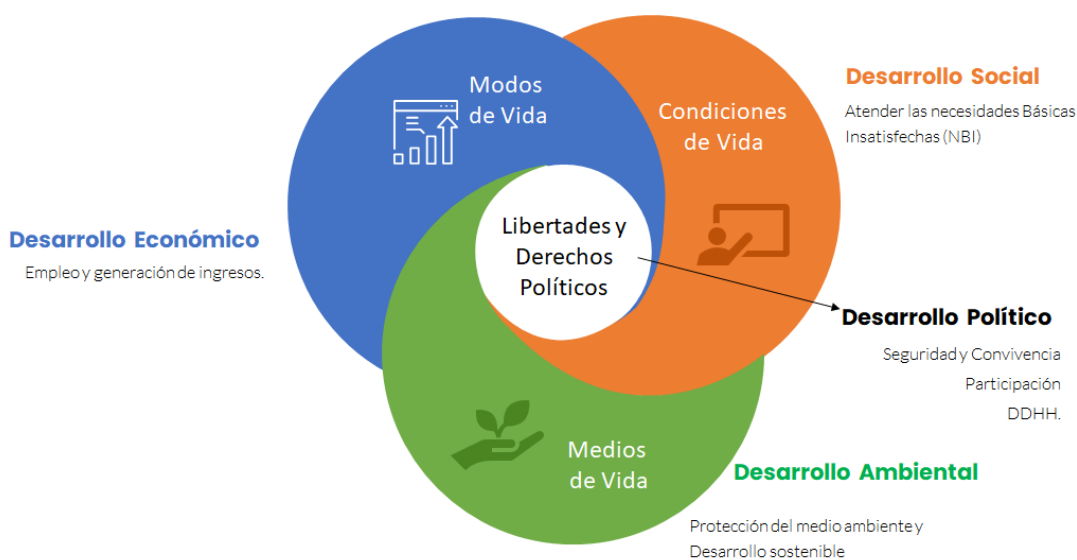 Modos
de Vida
Condiciones
de Vida
Desarrollo Social
Atender las necesidades Básicas
Insatisfechas (NBI)
Libertades y
Derechos
Políticos
Desarrollo Económico
Empleo y generación de ingresos.
Desarrollo Político
Seguridad y Convivencia
Participación
DDHH.
Medios
de Vida
Desarrollo Ambiental
Protección del medio ambiente y
Desarrollo sostenible